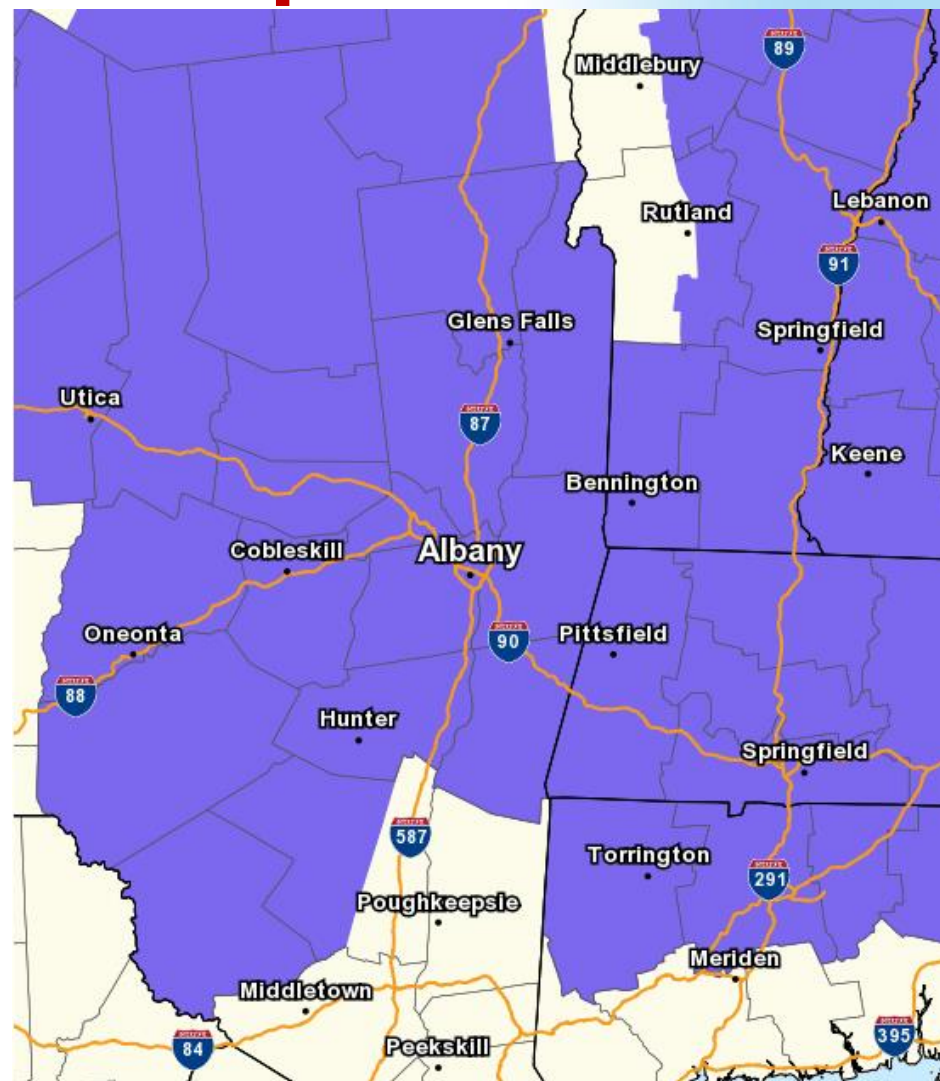 89
Middlebury
Lebanon
Rutland
91
Glens Falls
Springfield
Utica
87
Keene
Bennington
Cobleskill
Albany
Oneonta
90
Pittsfield
88
Hunter
Springfield
587
Torrington
291
Poughkeepsie
Meriden
Middletown
395
84
Peekskill